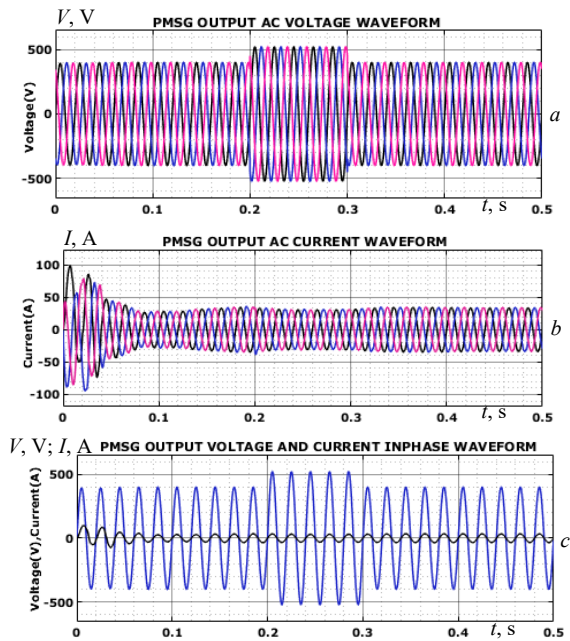 V, V
PMSG OUTPUT AC VOLTAGE WAVEFORM
Voltage(V)
500
0
-500
a
0 0.1 0.2 0.3 0.4 0.5
t, s
I, A
PMSG OUTPUT AC CURRENT WAVEFORM
Current(A)
100
50
0
-50
-100
b
0 0.1 0.2 0.3 0.4 0.5
t, s
V, V; I, A
PMSG OUTPUT VOLTAGE AND CURRENT INPHASE WAVEFORM
Voltage(V),Current(A)
500
0
-500
c
0 0.1 0.2 0.3 0.4 0.5
t, s